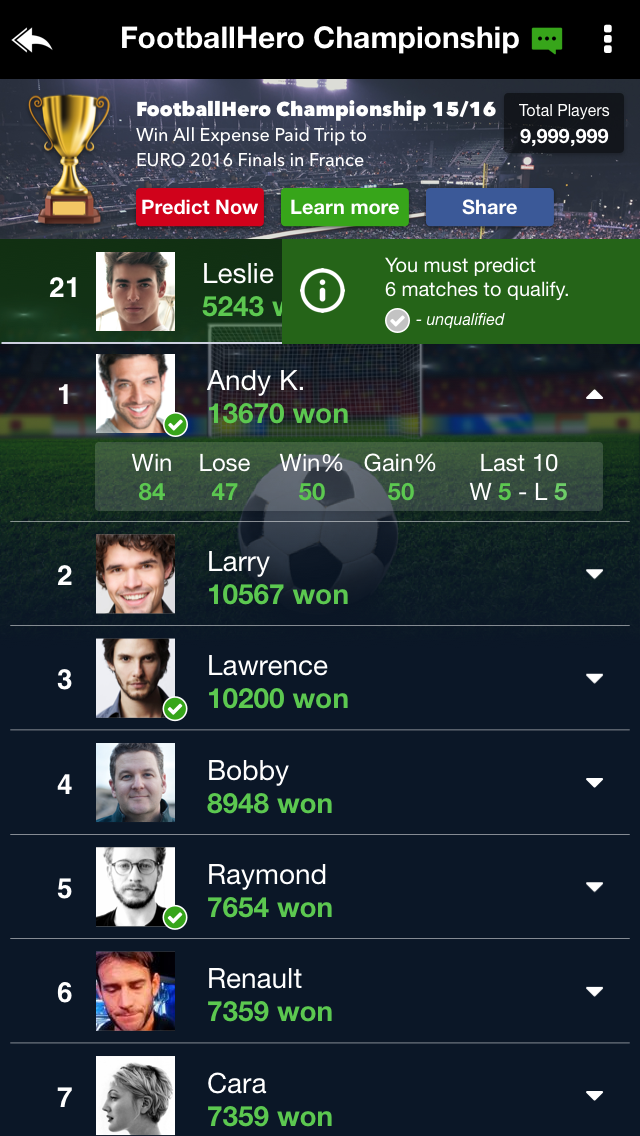 FootballHero Championship
FootballHero Championship 15/16
Win All Expense Paid Trip to
EURO 2016 Finals in France
Total Players
9,999,999
Predict Now
Learn more
Share
21
Leslie
5243
You must predict
6 matches to qualify.
- unqualified
1
Andy K.
13670 won
Win Lose Win% Gain% Last 10
84 47 50 50 W 5 - L 5
2
Larry
10567 won
3
Lawrence
10200 won
4
Bobby
8948 won
5
Raymond
7654 won
6
Renault
7359 won
7
Cara
7359 won